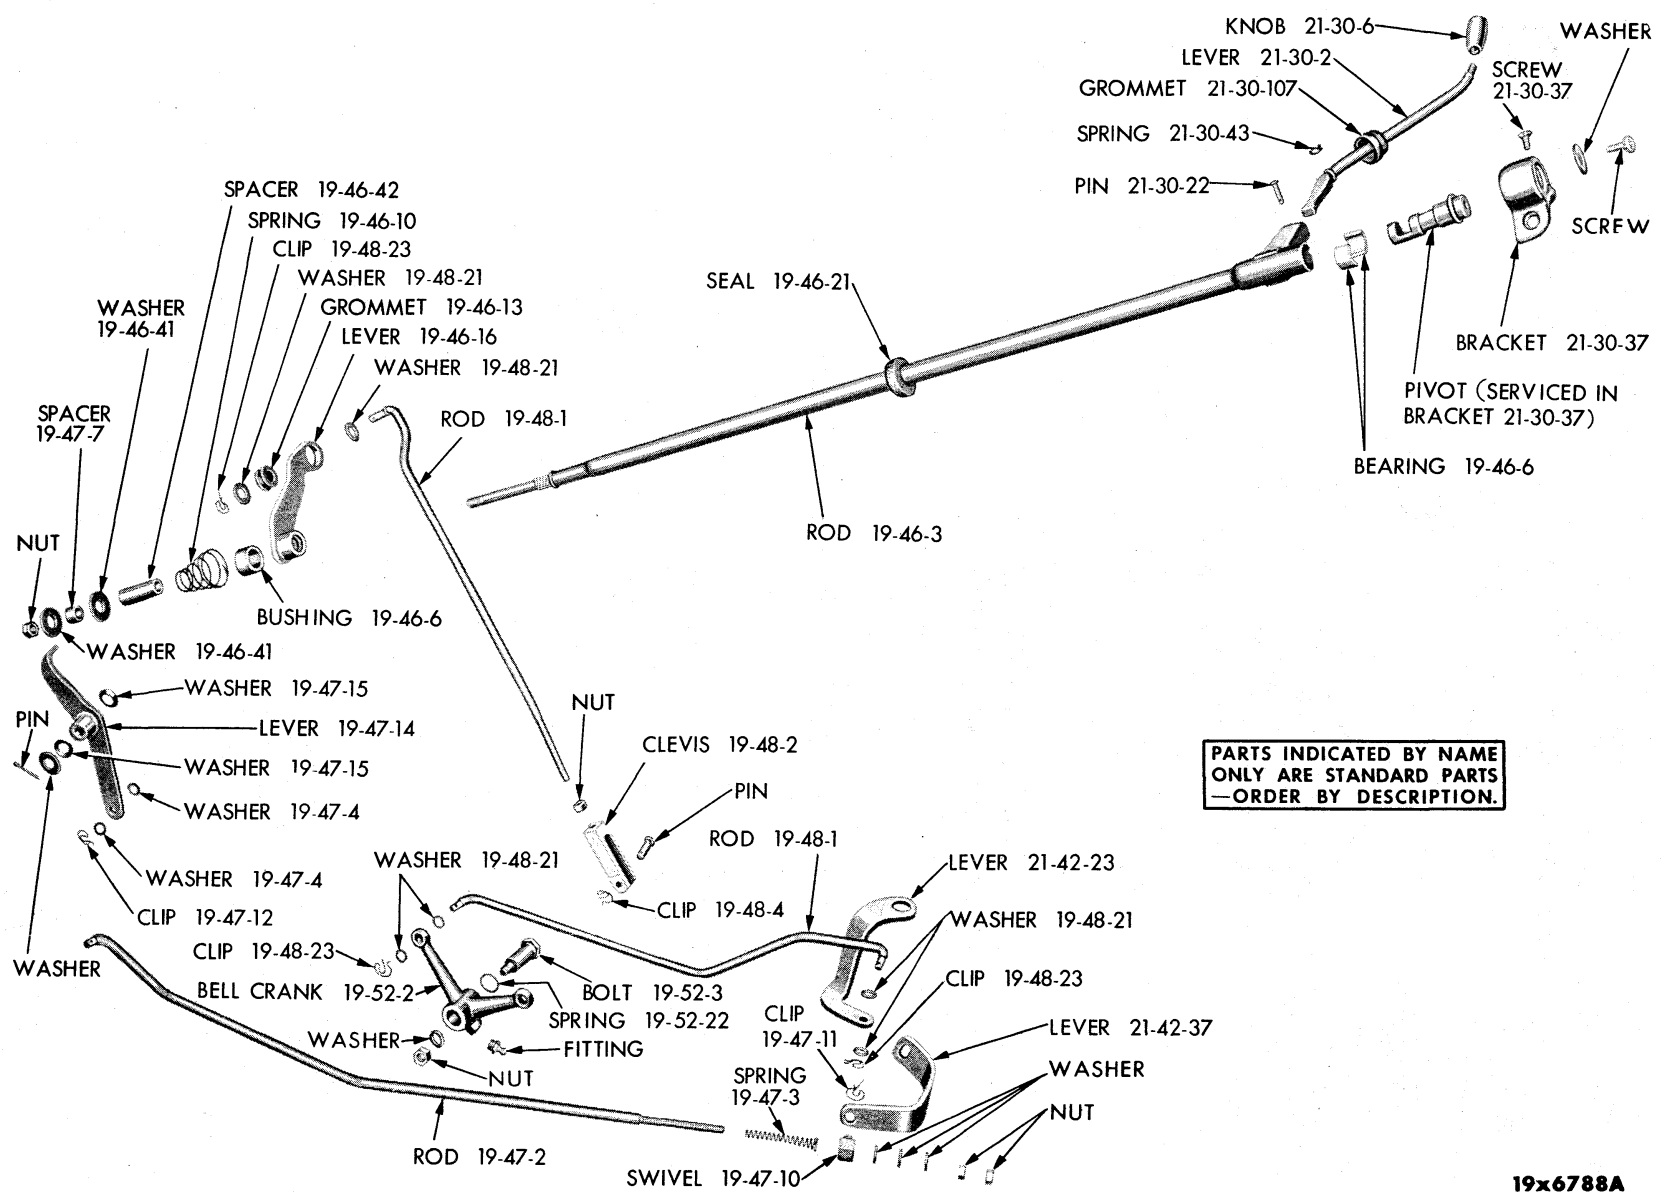 KNOB 21-30-6
WASHER
LEVER 21-30-2
SCREW
21-30-37
GROMMET 21-30-107
SPRING 21-30-43
PIN 21-30-22
SCREW
SPACER 19-46-42
SPRING 19-46-10
CLIP 19-48-23
WASHER 19-48-21
SEAL 19-46-21
WASHER
19-46-41
GROMMET 19-46-13
LEVER 19-46-16
WASHER 19-48-21
BRACKET 21-30-37
PIVOT (SERVICED IN
BRACKET 21-30-37)
SPACER
19-47-7
ROD 19-48-1
BEARING 19-46-6
ROD 19-46-3
NUT
BUSHING 19-46-6
WASHER 19-46-41
WASHER 19-47-15
PIN
LEVER 19-47-14
NUT
CLEVIS 19-48-2
WASHER 19-47-15
PARTS INDICATED BY NAME
ONLY ARE STANDARD PARTS
—ORDER BY DESCRIPTION.
PIN
WASHER 19-47-4
ROD 19-48-1
WASHER 19-48-21
LEVER 21-42-23
WASHER 19-47-4
CLIP 19-47-12
CLIP 19-48-4
WASHER 19-48-21
CLIP 19-48-23
WASHER
CLIP 19-48-23
BELL CRANK 19-52-2
BOLT 19-52-3
SPRING 19-52-22
CLIP
19-47-11
LEVER 21-42-37
WASHER
FITTING
NUT
SPRING
19-47-3
WASHER
NUT
ROD 19-47-2
SWIVEL 19-47-10
19x6788A